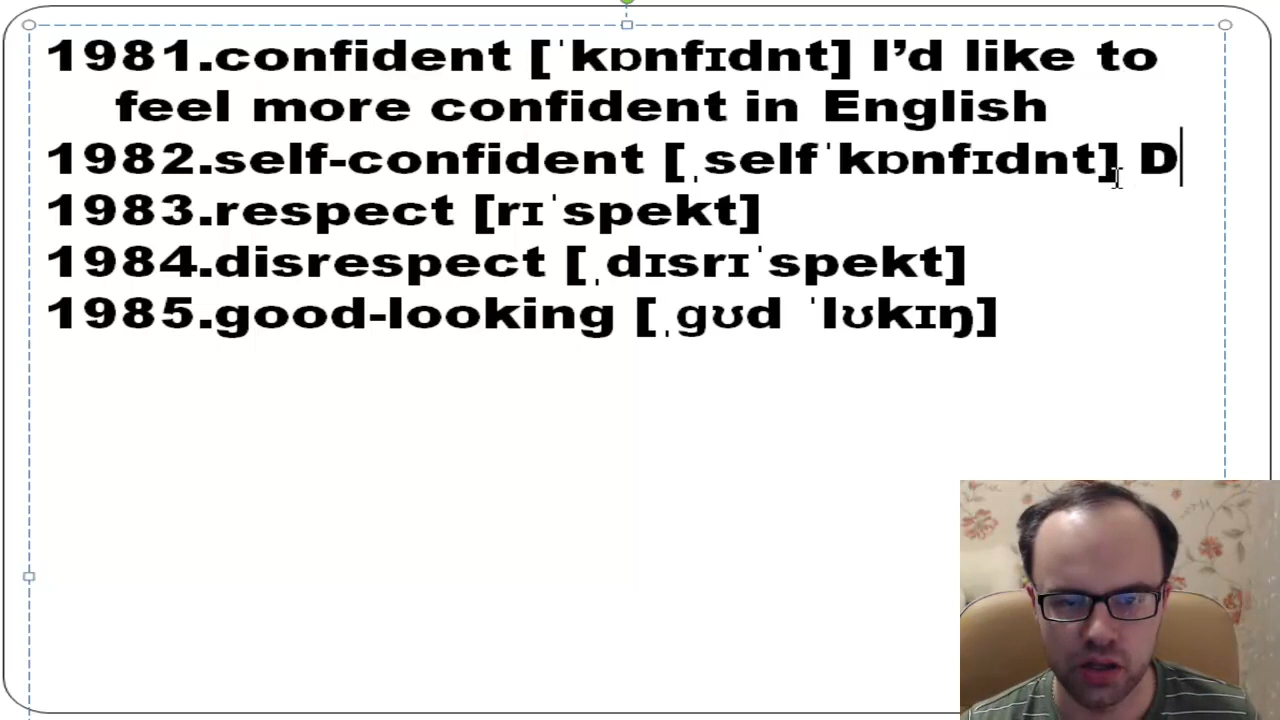 1981.confident [ˈkɒnfɪdnt] I’d like to
feel more confident in English
1982.self-confident [ˌselfˈkɒnfɪdnt] D
1983.respect [rɪˈspekt]
1984.disrespect [ˌdɪsrɪˈspekt]
1985.good-looking [ˌɡʊd ˈlʊkɪŋ]